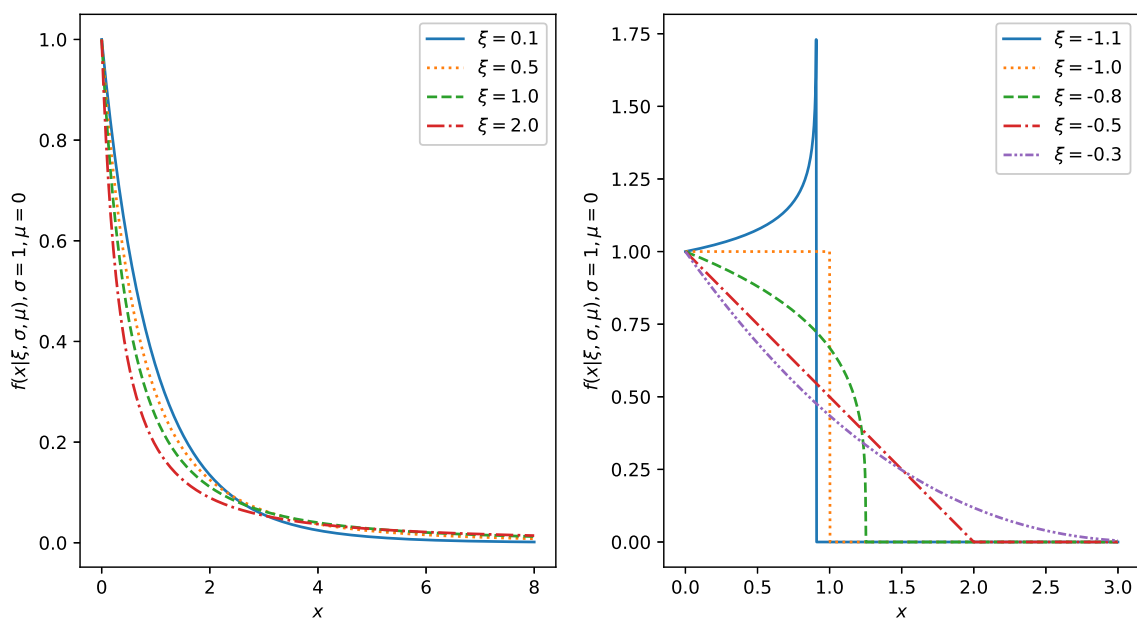 f(x|ξ, σ, μ), σ = 1, μ = 0
1.0
0.8
0.6
0.4
0.2
0.0
0
2
4
6
8
x
ξ = 0.1
ξ = 0.5
ξ = 1.0
ξ = 2.0
f(x|ξ, σ, μ), σ = 1, μ = 0
1.75
1.50
1.25
1.00
0.75
0.50
0.25
0.00
0.0
0.5
1.0
1.5
2.0
2.5
3.0
x
ξ = -1.1
ξ = -1.0
ξ = -0.8
ξ = -0.5
ξ = -0.3